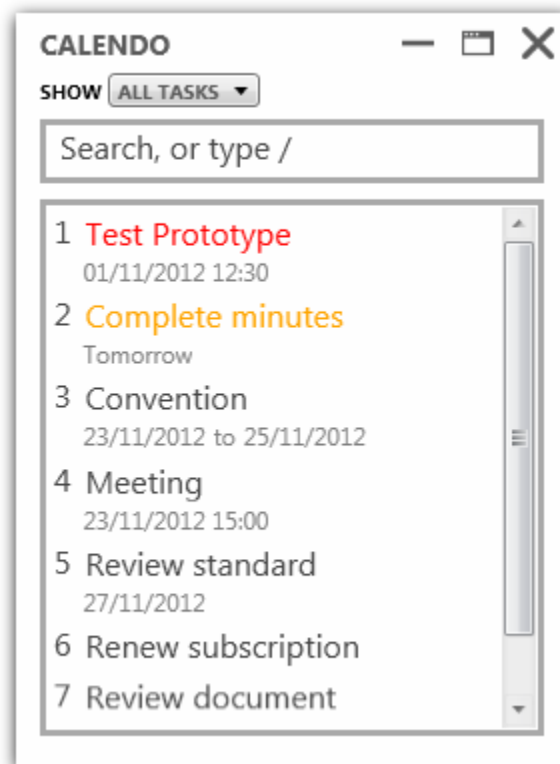 CALENDO
SHOW ALL TASKS
Search, or type /
1 Test Prototype
01/11/2012 12:30
2 Complete minutes
Tomorrow
3 Convention
23/11/2012 to 25/11/2012
4 Meeting
23/11/2012 15:00
5 Review standard
27/11/2012
6 Renew subscription
7 Review document